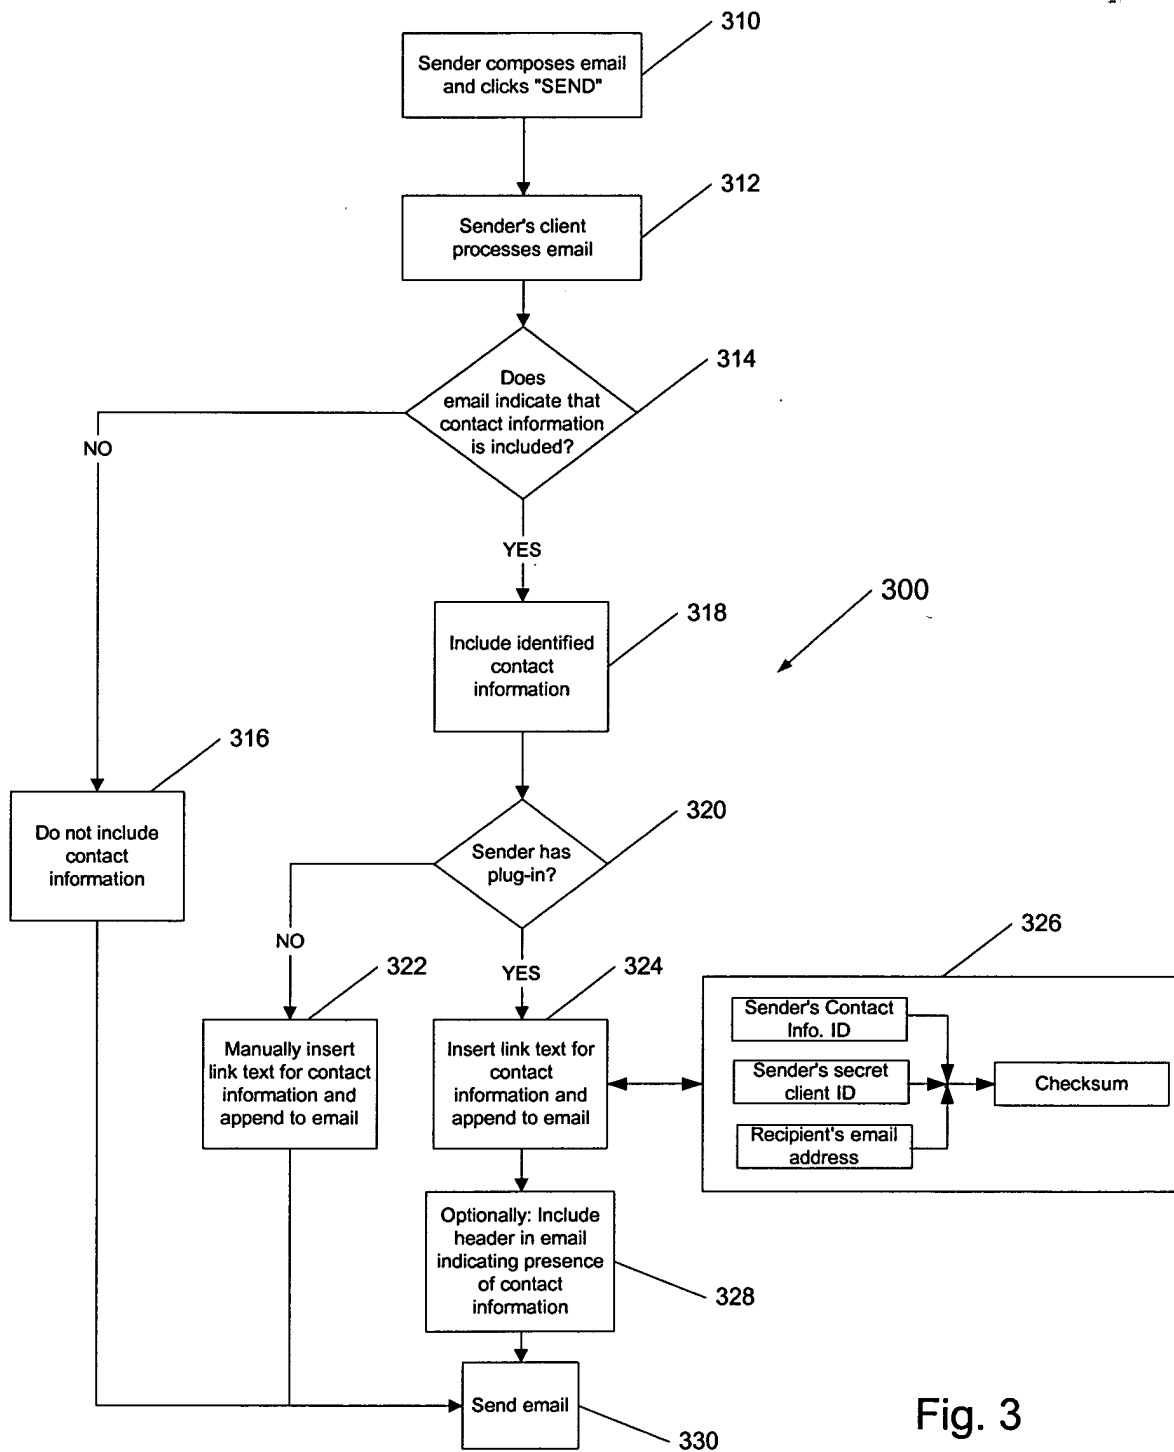 310
Sender composes email
and clicks "SEND"
312
Sender's client
processes email
314
Does
email indicate that
contact information
is included?
NO
YES
300
318
Include identified
contact
information
316
Do not include
contact
information
320
Sender has
plug-in?
NO
YES
322
324
326
Manually insert
link text for contact
information and
append to email
Insert link text for
contact
information and
append to email
Sender's Contact
Info. ID
Sender's secret
client ID
Recipient's email
address
Checksum
Optionally: Include
header in email
indicating presence
of contact
information
328
Send email
330
Fig. 3